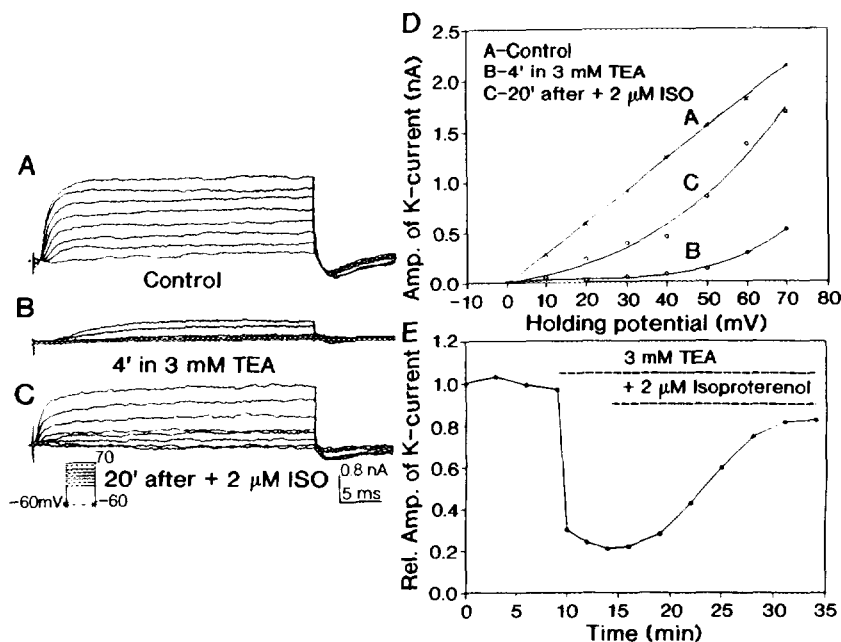 A
Control
B
4' in 3 mM TEA
C
70
20' after + 2 µM ISO
-60mV
-60
0.8 nA
5 ms
D
A-Control
B-4' in 3 mM TEA
C-20' after + 2 µM ISO
A
C
B
Amp. of K-current (nA)
2.5
2.0
1.5
1.0
0.5
0.0
-10 0 10 20 30 40 50 60 70 80
Holding potential (mV)
E
3 mM TEA
+ 2 µM Isoproterenol
Rel. Amp. of K-current
1.2
1.0
0.8
0.6
0.4
0.2
0.0
0 5 10 15 20 25 30 35
Time (min)